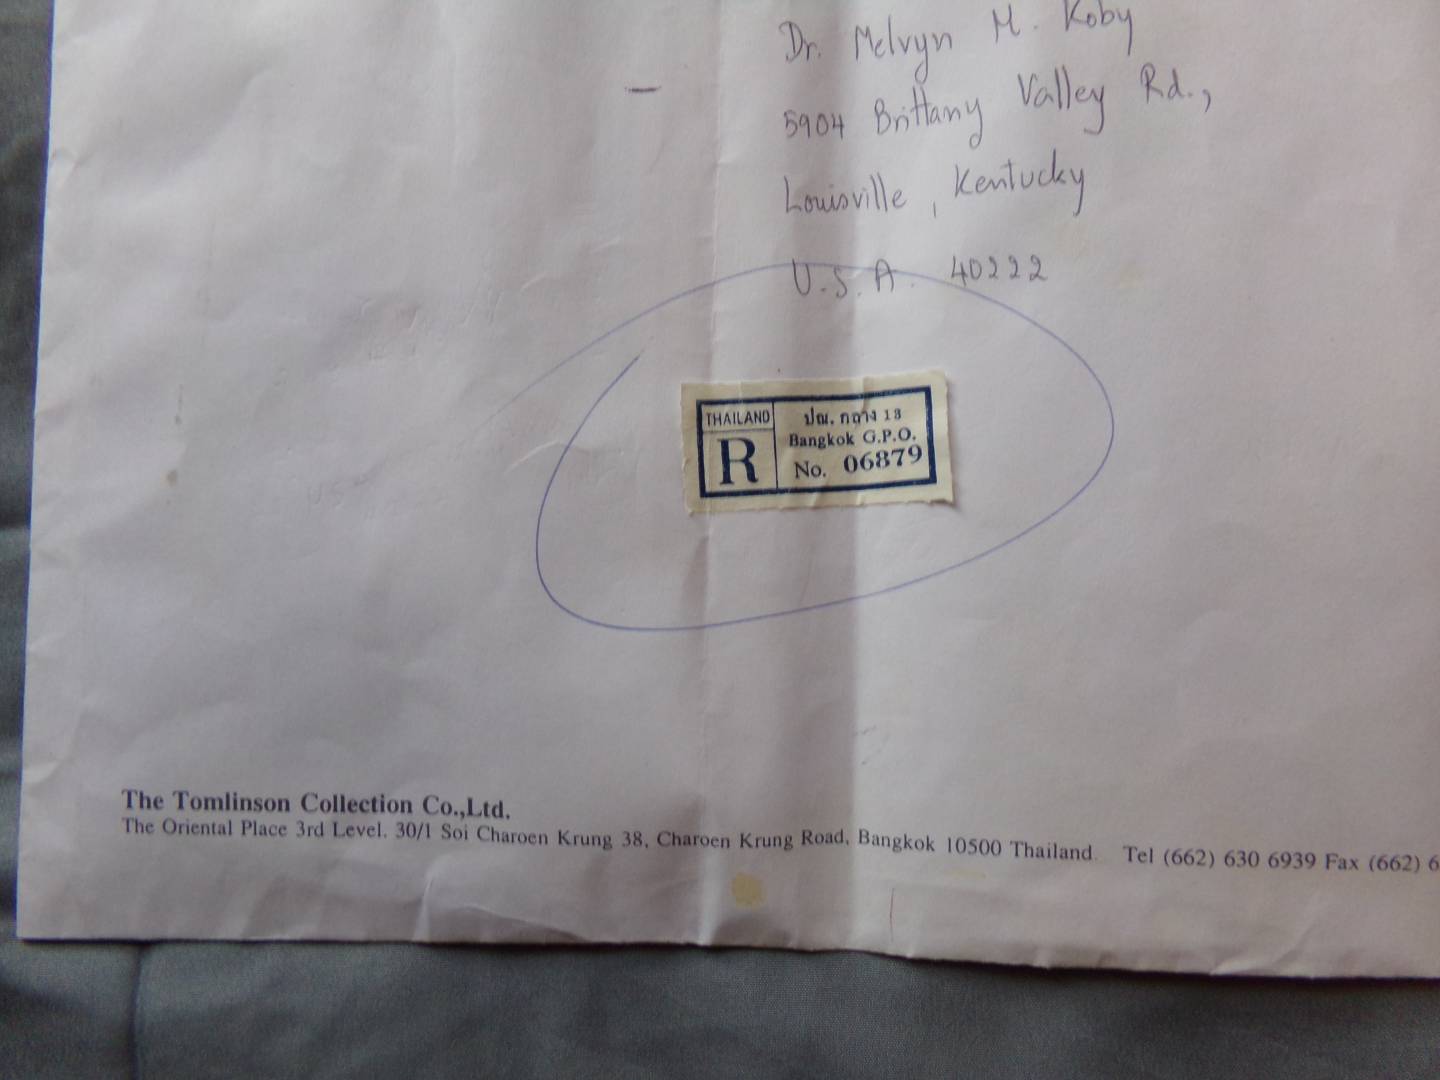 Dr. Melvyn M. Koby
5904 Brittany Valley Rd.,
Louisville, Kentucky
U.S.A. 40222
THAILAND
R
ปณ. กลาง 13
Bangkok G.P.O.
No. 06879
The Tomlinson Collection Co.,Ltd.
The Oriental Place 3rd Level. 30/1 Soi Charoen Krung 38, Charoen Krung Road, Bangkok 10500 Thailand. Tel (662) 630 6939 Fax (662) 6